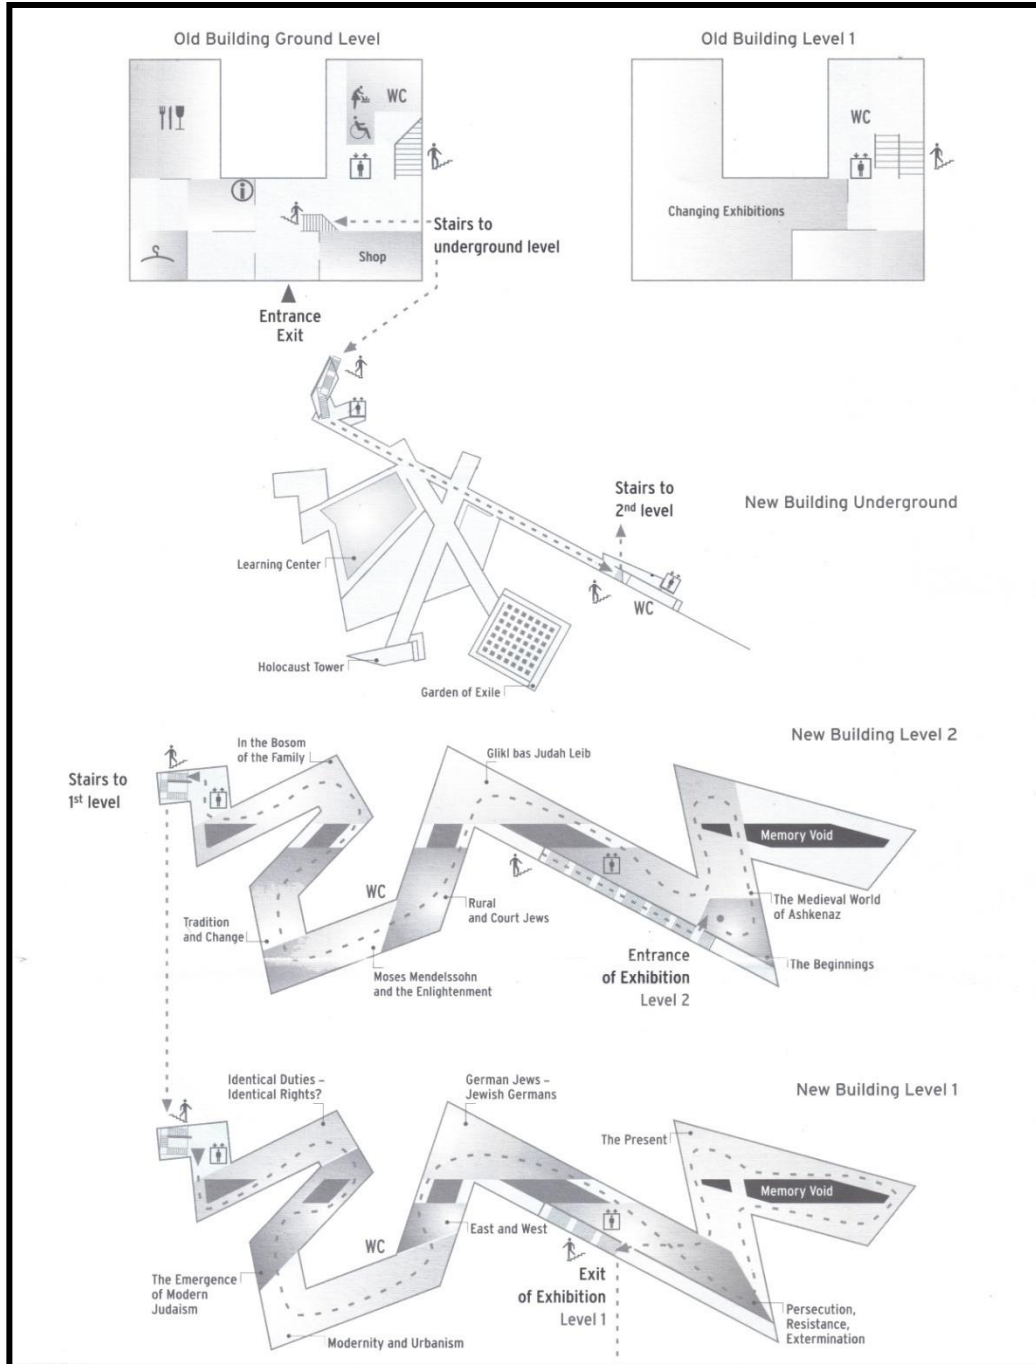 Old Building Ground Level
Old Building Level 1
WC
WC
Changing Exhibitions
Stairs to
underground level
Shop
Entrance
Exit
Stairs to
2nd level
New Building Underground
Learning Center
WC
Holocaust Tower
Garden of Exile
New Building Level 2
In the Bosom
of the Family
Glikl bas Judah Leib
Stairs to
1st level
Memory Void
WC
Rural
and Court Jews
The Medieval World
of Ashkenaz
Tradition
and Change
Moses Mendelssohn
and the Enlightenment
Entrance
of Exhibition
Level 2
The Beginnings
New Building Level 1
Identical Duties –
Identical Rights?
German Jews –
Jewish Germans
The Present
Memory Void
East and West
WC
The Emergence
of Modern
Judaism
Exit
of Exhibition
Level 1
Persecution,
Resistance,
Extermination
Modernity and Urbanism